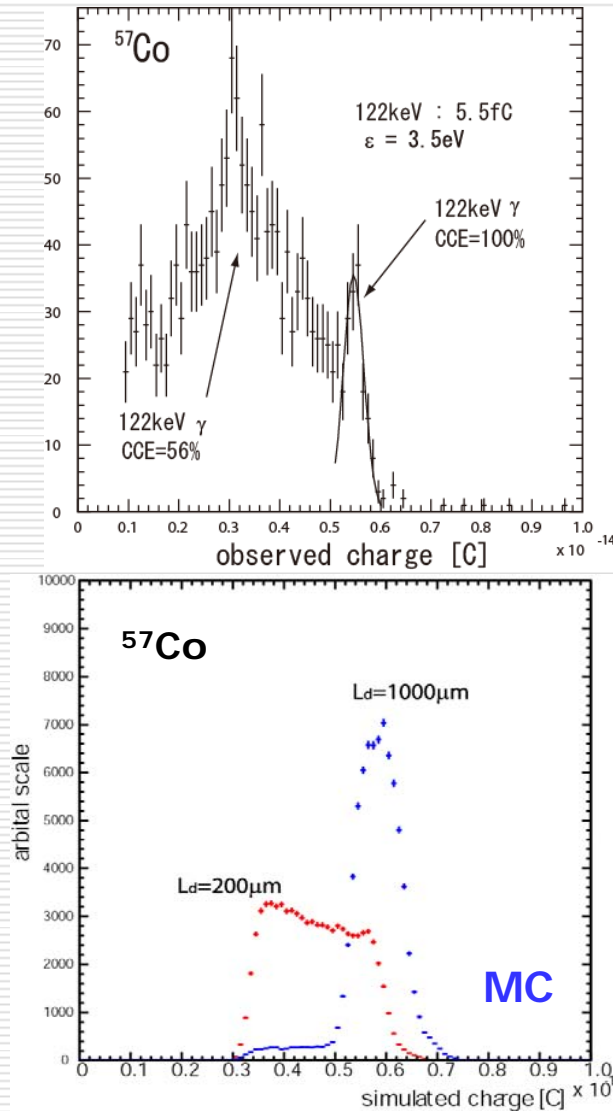 ⁵⁷Co
70
60
50
40
30
20
10
0
122keV : 5.5fC
ε = 3.5eV
122keV γ
CCE=100%
122keV γ
CCE=56%
0 0.1 0.2 0.3 0.4 0.5 0.6 0.7 0.8 0.9 1.0
observed charge [C]
x 10⁻¹⁴
10000
9000
8000
7000
6000
5000
4000
3000
2000
1000
0
arbital scale
⁵⁷Co
Ld=1000μm
Ld=200μm
MC
0 0.1 0.2 0.3 0.4 0.5 0.6 0.7 0.8 0.9 1.0
simulated charge [C] x 10